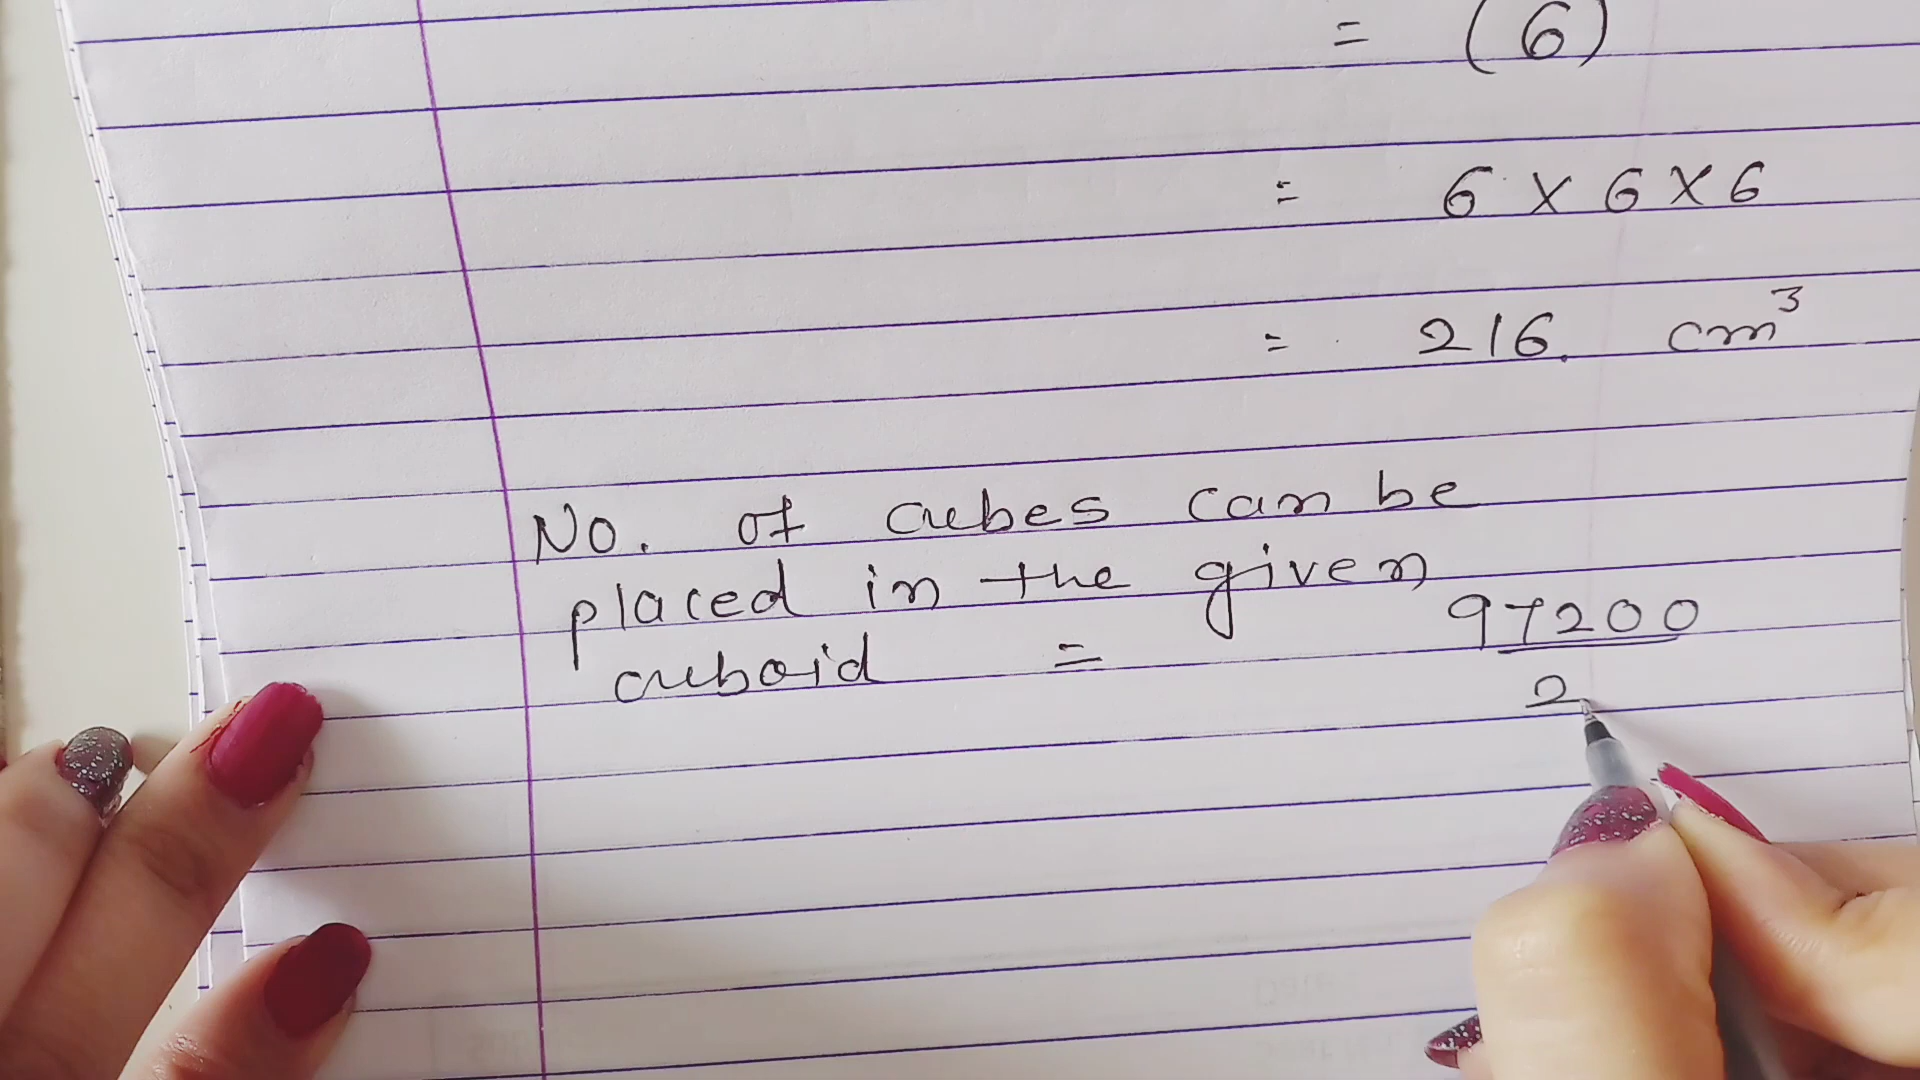 = (6)
= 6 X 6 X 6
= 216 cm³
No. of cubes can be
placed in the given
cuboid = 97200
2